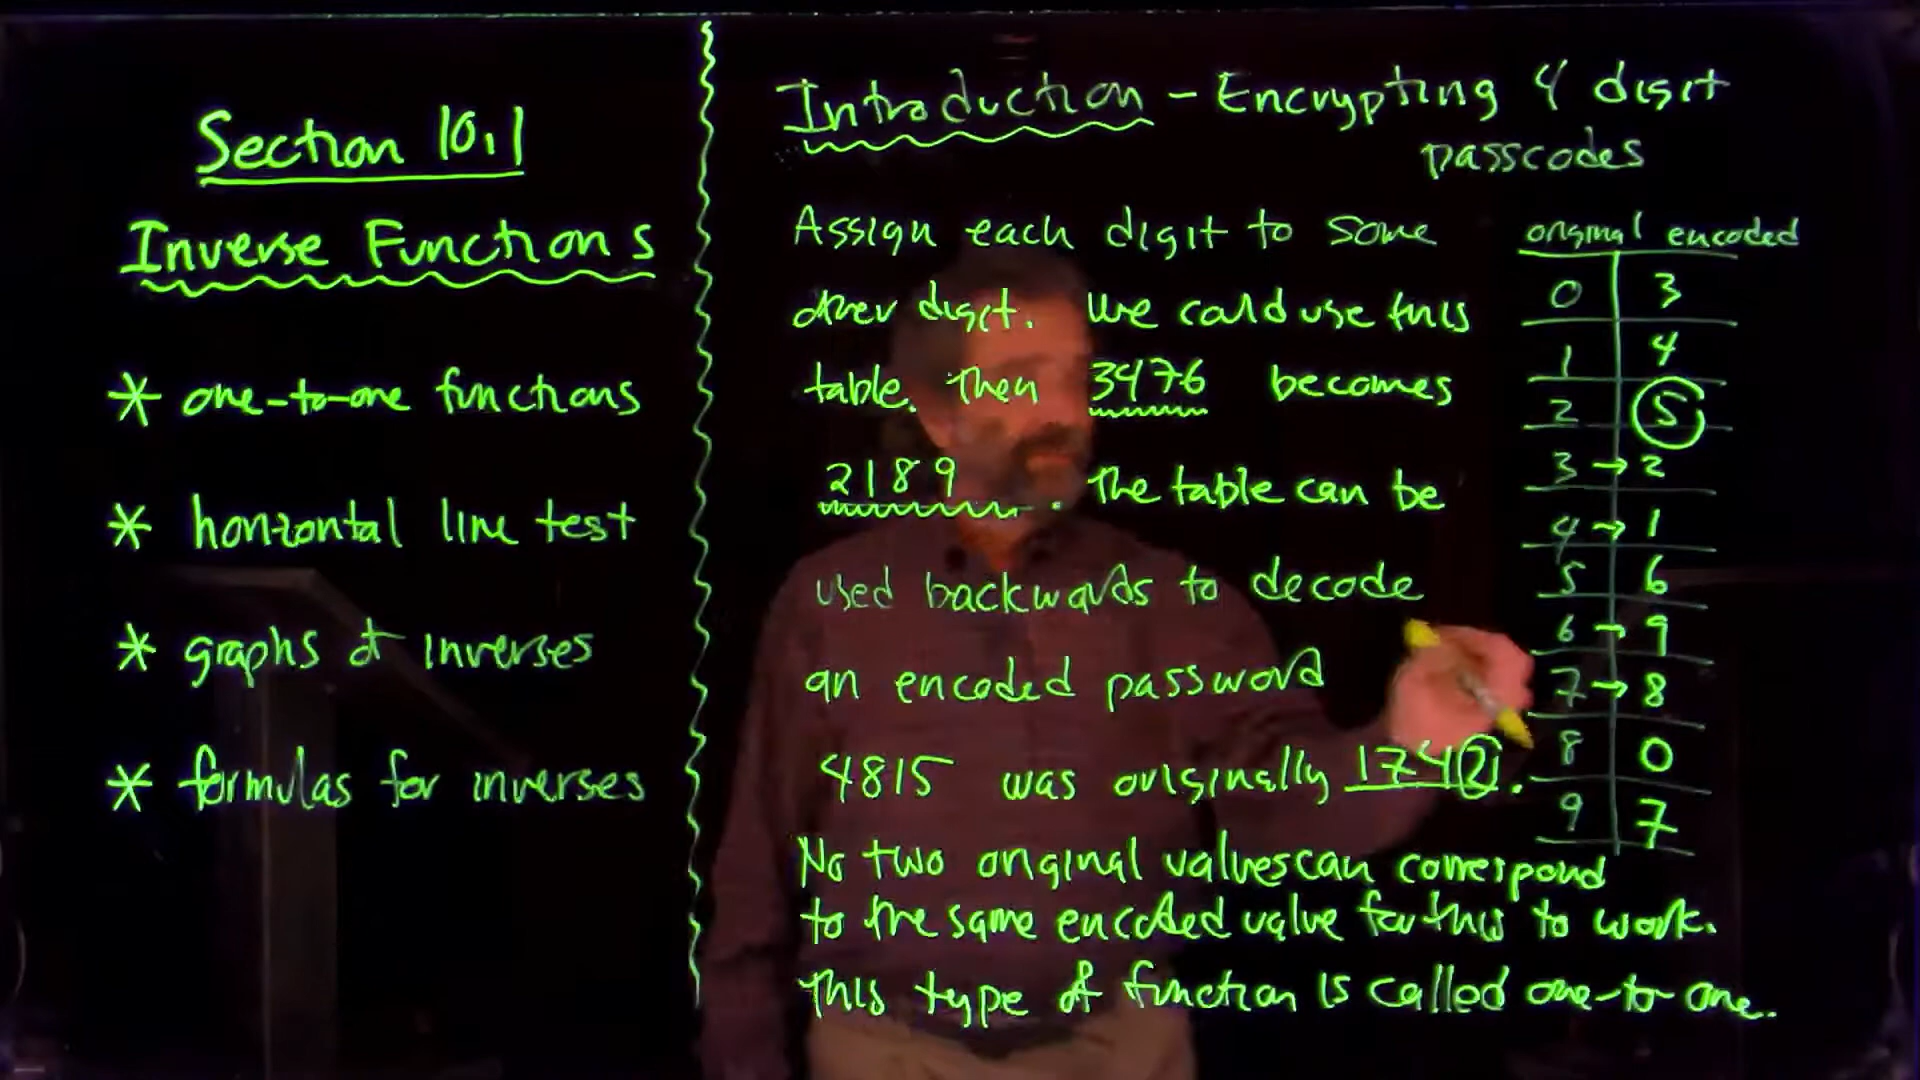 Section 10.1
Inverse Functions
* one-to-one functions
* horizontal line test
* graphs of inverses
* formulas for inverses
Introduction - Encrypting 4 digit
passcodes
Assign each digit to some
other digit. We could use this
table. Then 3476 becomes
2189. The table can be
used backwards to decode
an encoded password
4815 was originally 1742.
No two original values can correspond
to the same encoded value for this to work.
This type of function is called one-to-one.
original encoded
0 3
1 4
2 5
3 → 2
4 → 1
5 6
6 → 9
7 → 8
8 0
9 7